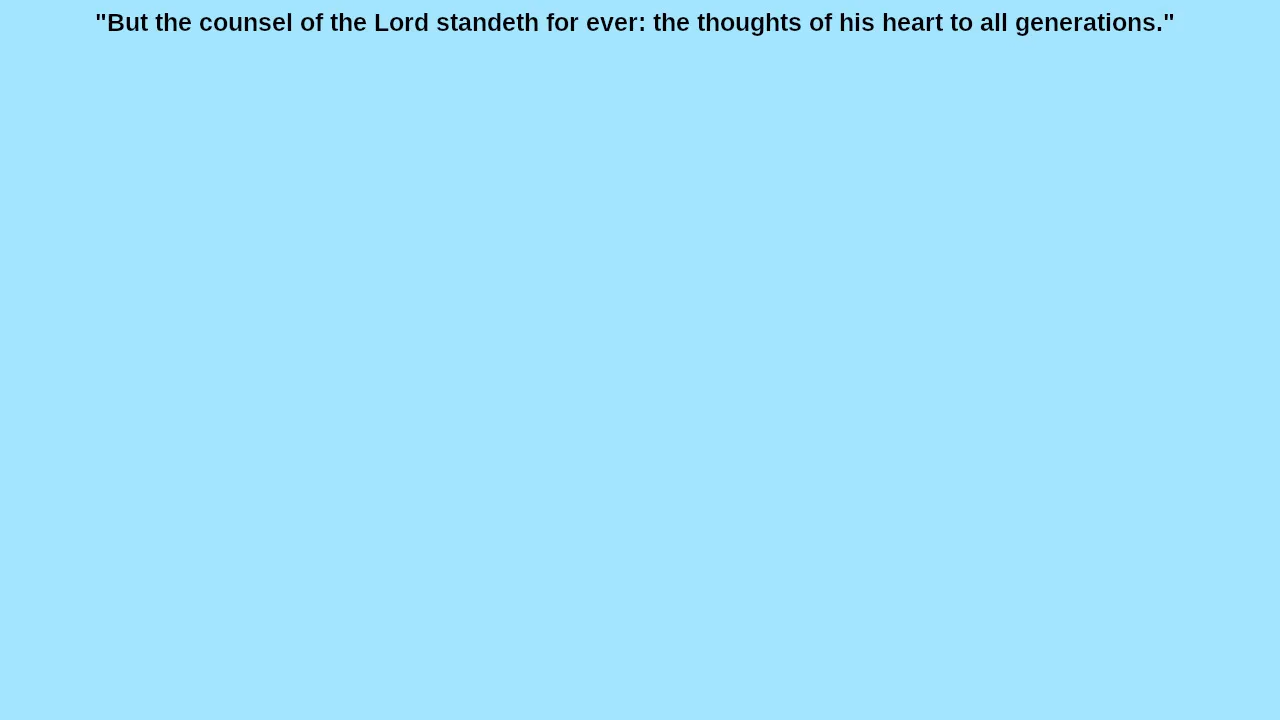 "But the counsel of the Lord standeth for ever: the thoughts of his heart to all generations."